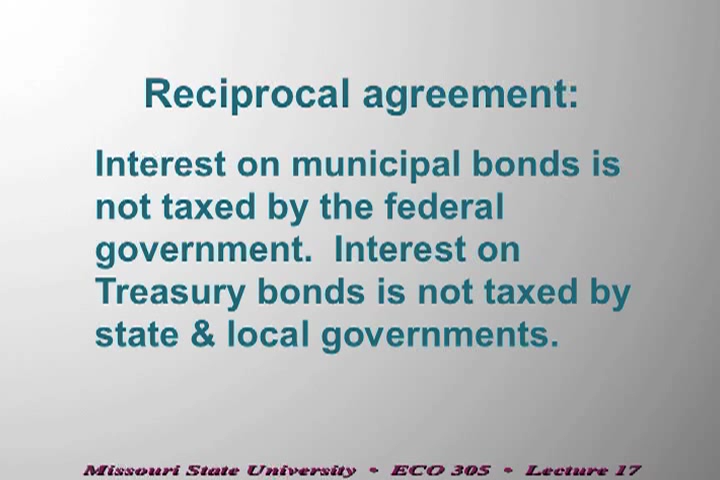 Reciprocal agreement:
Interest on municipal bonds is
not taxed by the federal
government.  Interest on
Treasury bonds is not taxed by
state & local governments.
Missouri State University • ECO 305 • Lecture 17